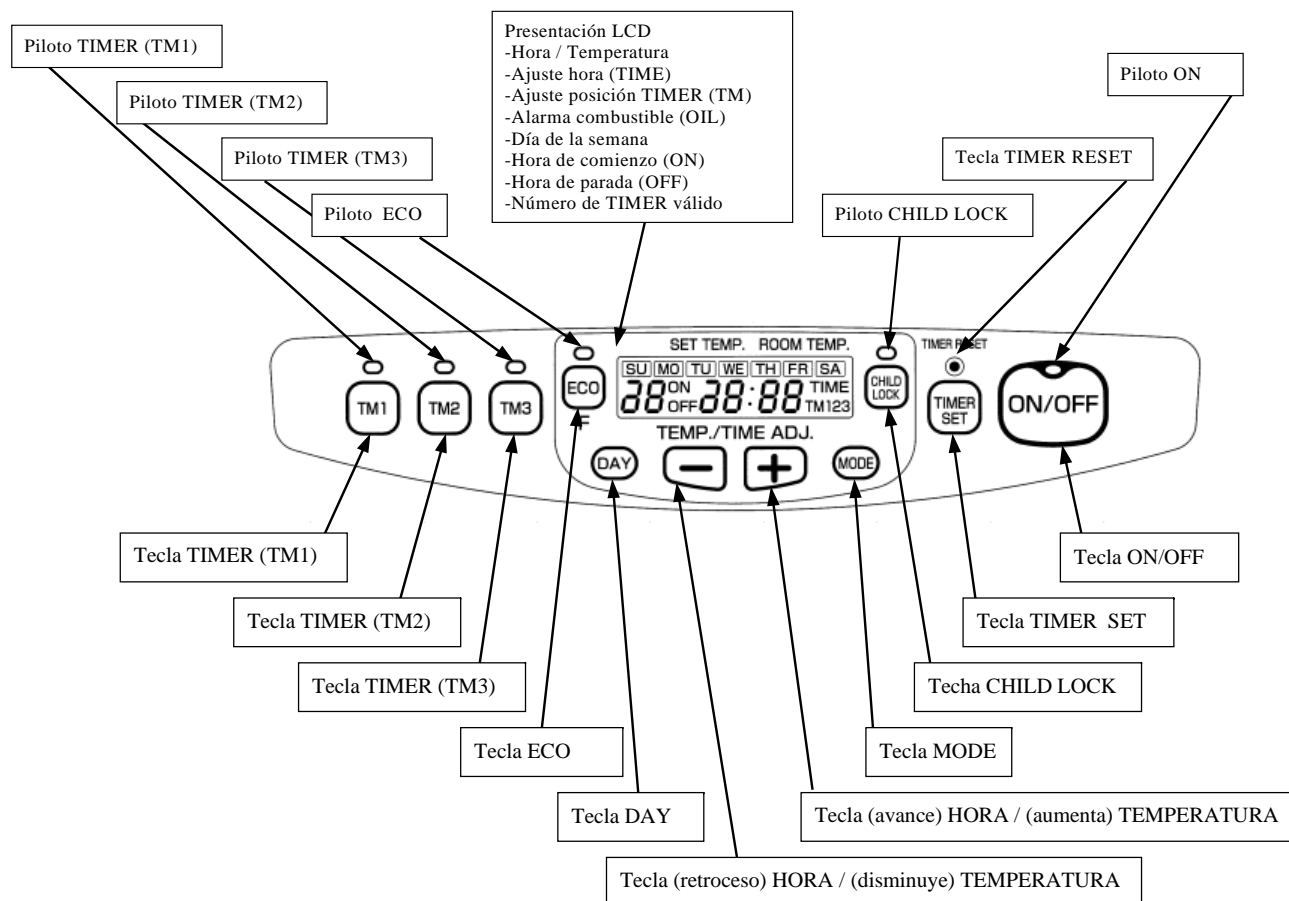 Presentación LCD
-Hora / Temperatura
-Ajuste hora (TIME)
-Ajuste posición TIMER (TM)
-Alarma combustible (OIL)
-Día de la semana
-Hora de comienzo (ON)
-Hora de parada (OFF)
-Número de TIMER válido
Piloto TIMER (TM1)
Piloto ON
Piloto TIMER (TM2)
Piloto TIMER (TM3)
Tecla TIMER RESET
Piloto ECO
Piloto CHILD LOCK
SET TEMP. ROOM TEMP.
TIMER RESET
SU MO TU WE TH FR SA
88 ON 88:88 TIME
OFF TM123
TM1
TM2
TM3
ECO
F
CHILD
LOCK
TIMER
SET
ON/OFF
TEMP./TIME ADJ.
DAY
−
+
MODE
Tecla TIMER (TM1)
Tecla ON/OFF
Tecla TIMER (TM2)
Tecla TIMER SET
Tecla TIMER (TM3)
Techa CHILD LOCK
Tecla ECO
Tecla MODE
Tecla DAY
Tecla (avance) HORA / (aumenta) TEMPERATURA
Tecla (retroceso) HORA / (disminuye) TEMPERATURA